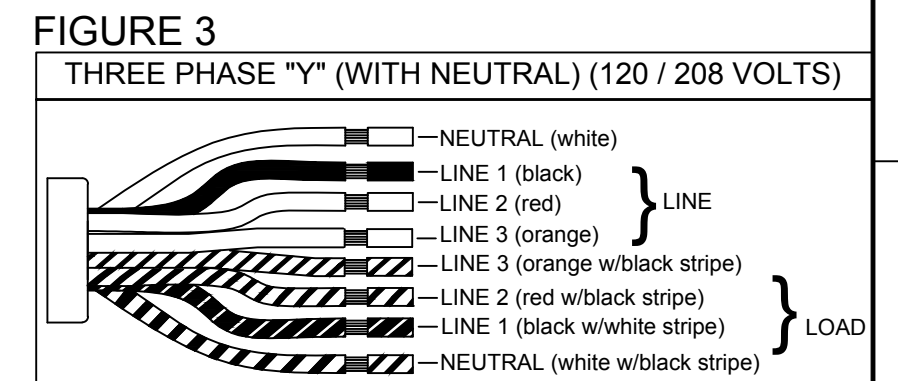 FIGURE 3
THREE PHASE "Y" (WITH NEUTRAL) (120 / 208 VOLTS)
NEUTRAL (white)
LINE 1 (black)
LINE 2 (red)
LINE
LINE 3 (orange)
LINE 3 (orange w/black stripe)
LINE 2 (red w/black stripe)
LINE 1 (black w/white stripe)
LOAD
NEUTRAL (white w/black stripe)